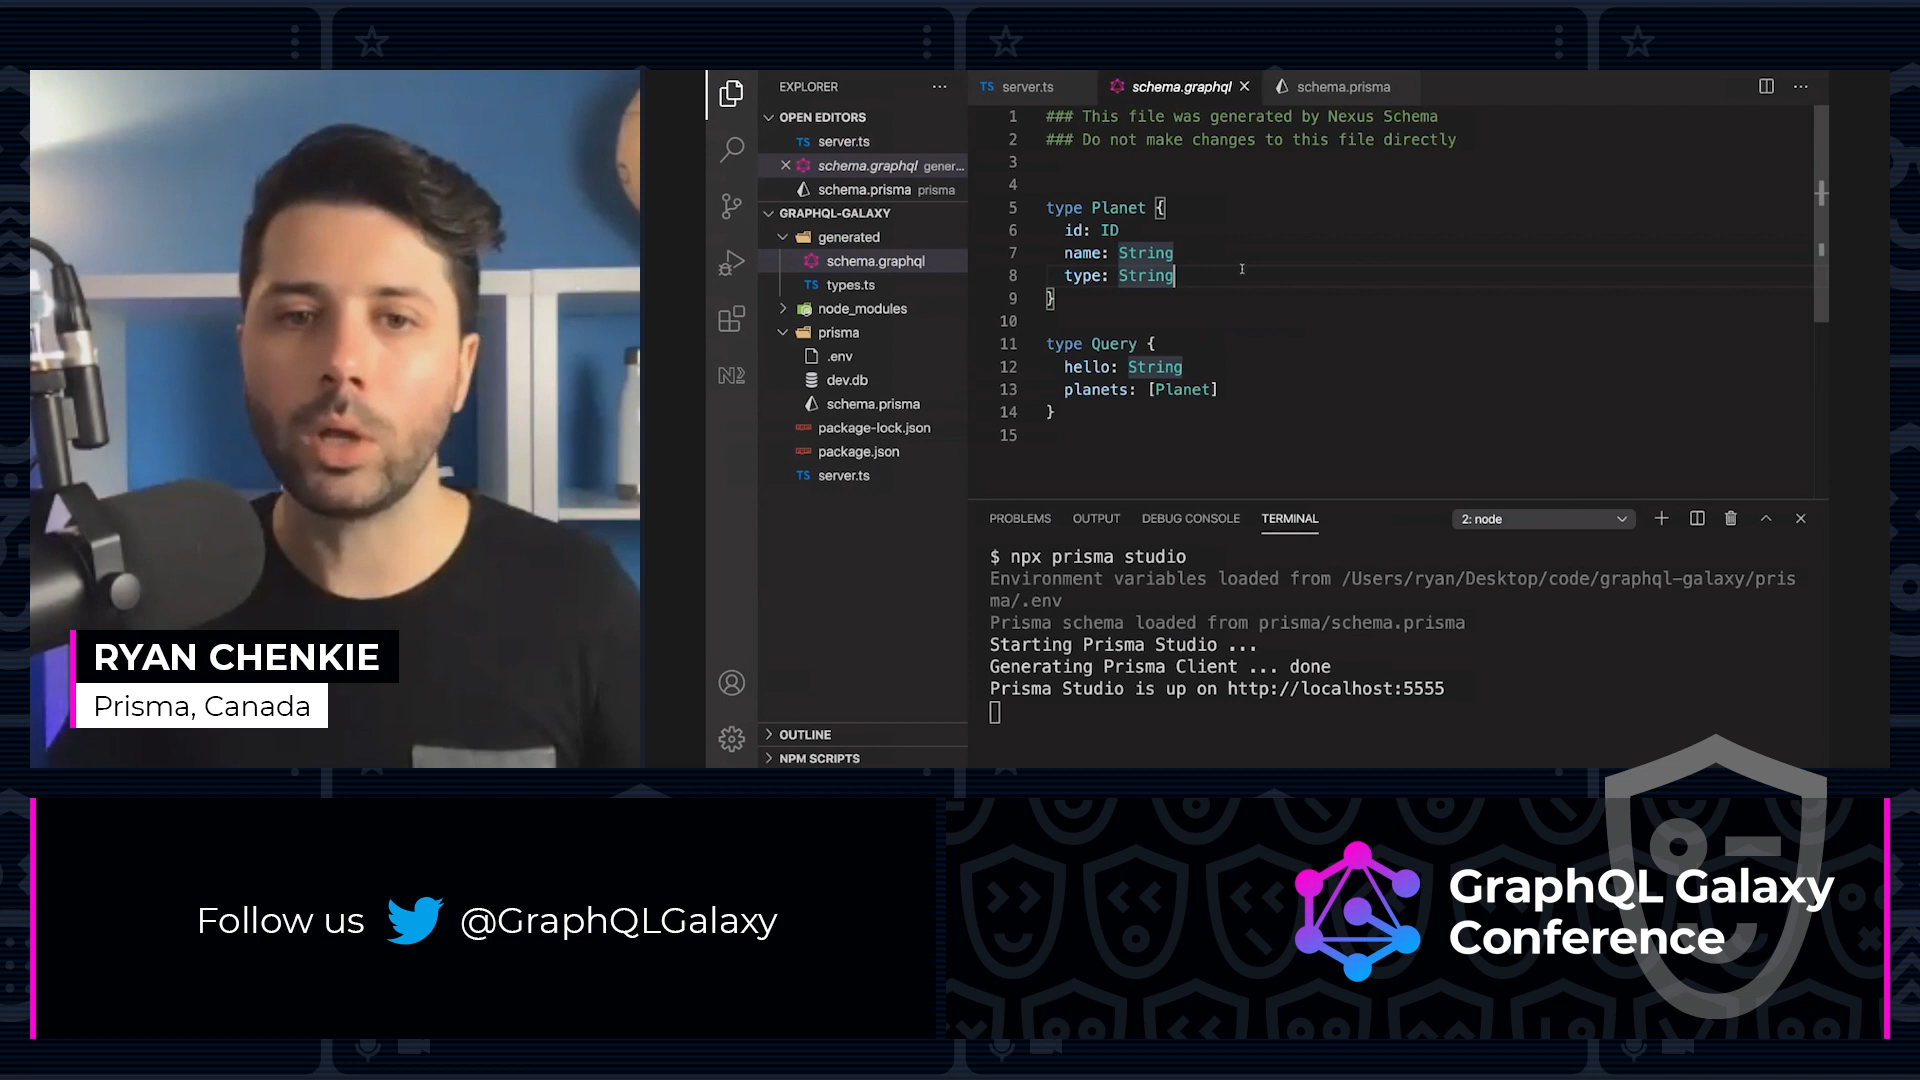 EXPLORER
OPEN EDITORS
TS server.ts
schema.graphql gener...
schema.prisma prisma
GRAPHQL-GALAXY
generated
schema.graphql
TS types.ts
node_modules
prisma
.env
dev.db
schema.prisma
package-lock.json
package.json
TS server.ts
OUTLINE
NPM SCRIPTS
TS server.ts
schema.graphql
schema.prisma
1 ### This file was generated by Nexus Schema
2 ### Do not make changes to this file directly
3
4
5 type Planet {
6 id: ID
7 name: String
8 type: String
9 }
10
11 type Query {
12 hello: String
13 planets: [Planet]
14 }
15
PROBLEMS OUTPUT DEBUG CONSOLE TERMINAL 2: node
$ npx prisma studio
Environment variables loaded from /Users/ryan/Desktop/code/graphql-galaxy/pris
ma/.env
Prisma schema loaded from prisma/schema.prisma
Starting Prisma Studio ...
Generating Prisma Client ... done
Prisma Studio is up on http://localhost:5555
RYAN CHENKIE
Prisma, Canada
Follow us @GraphQLGalaxy
GraphQL Galaxy
Conference